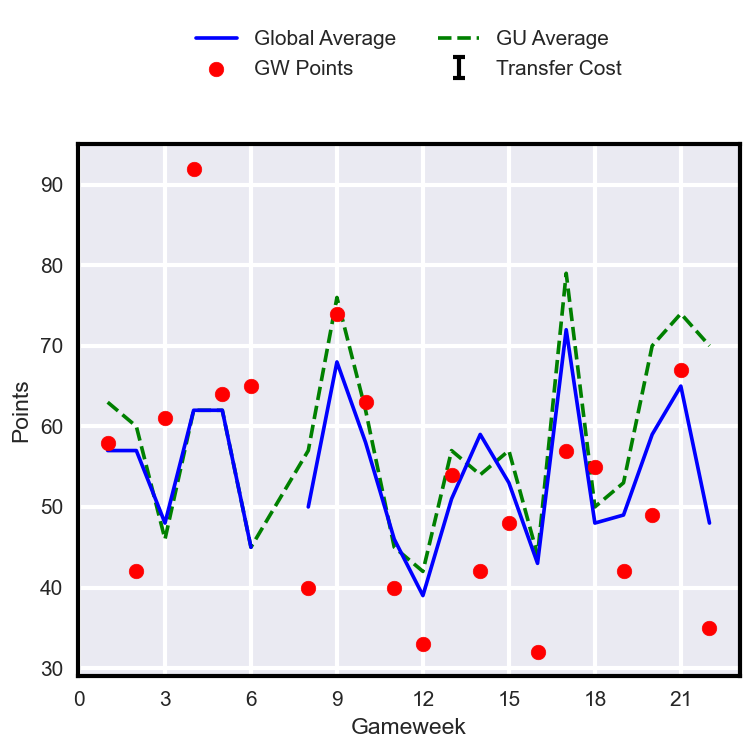 Global Average
GU Average
GW Points
Transfer Cost
90
80
70
60
50
40
30
Points
0 3 6 9 12 15 18 21
Gameweek